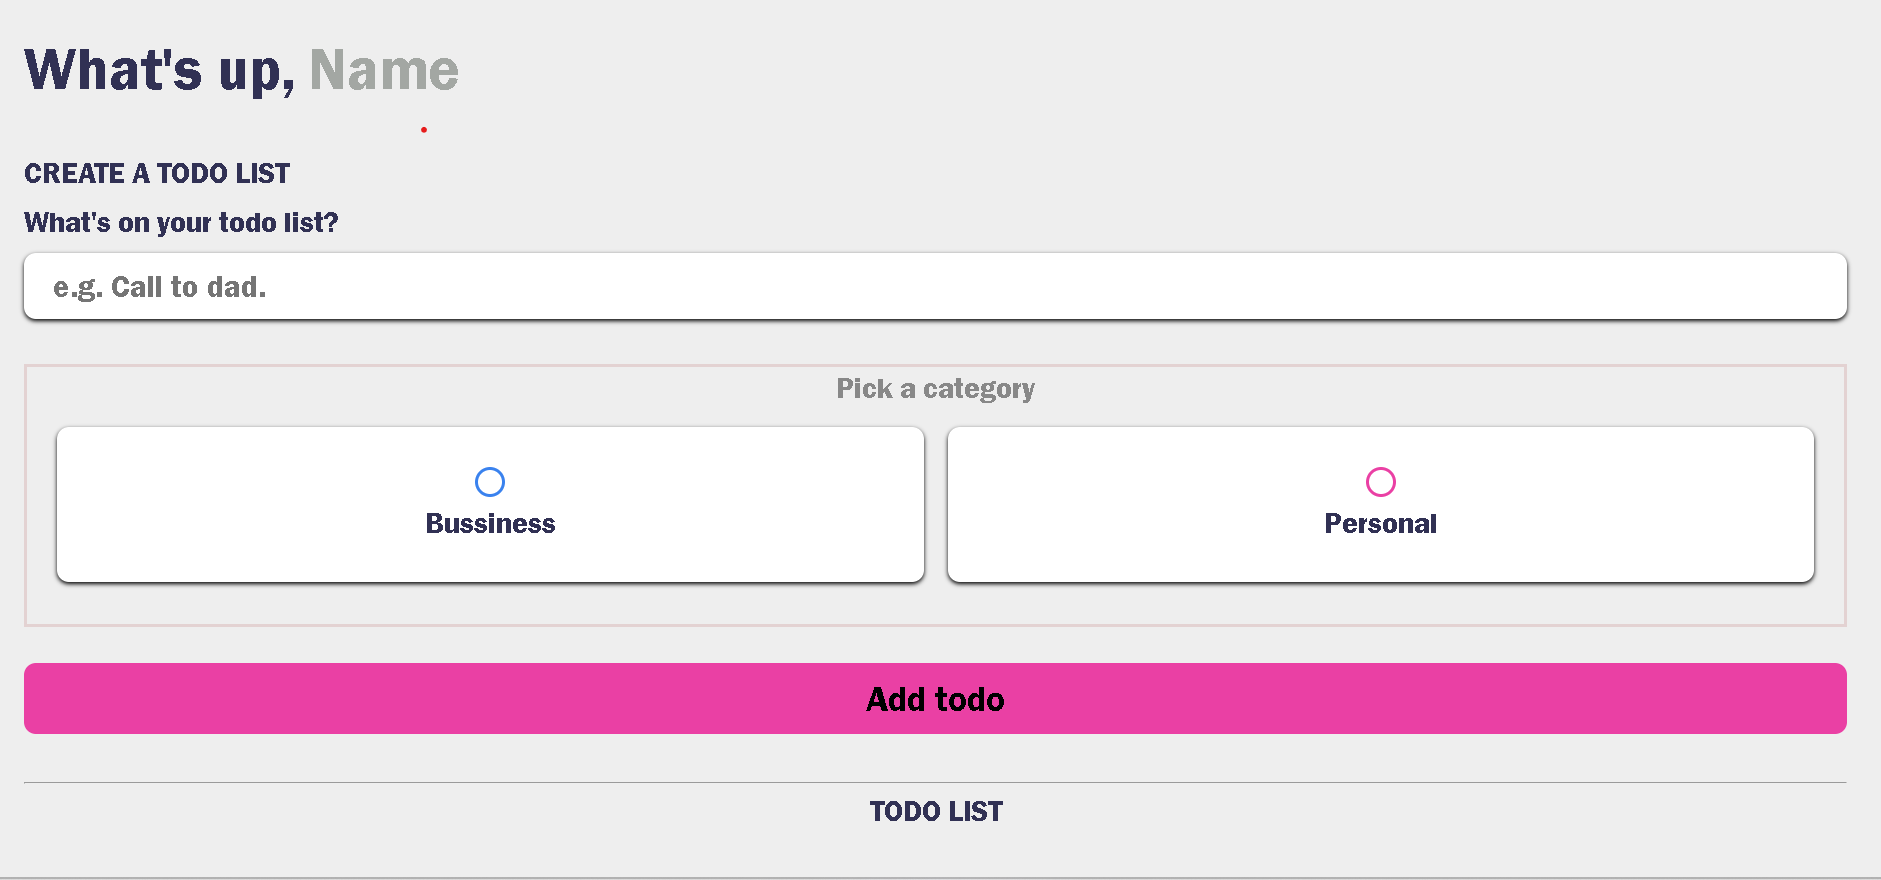 What's up, Name
CREATE A TODO LIST
What's on your todo list?
e.g. Call to dad.
Pick a category
Bussiness
Personal
Add todo
TODO LIST